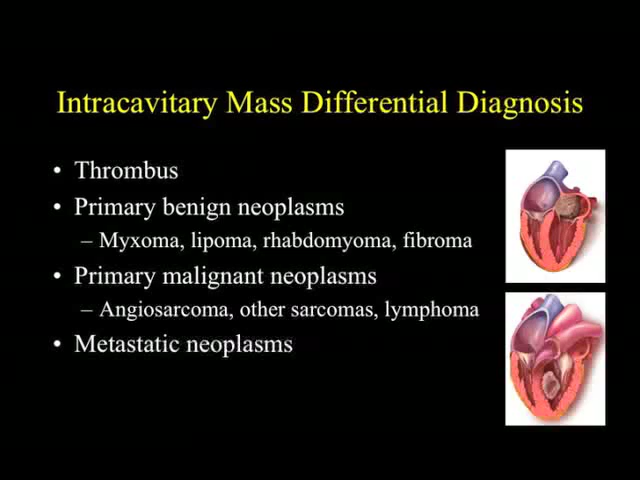 Intracavitary Mass Differential Diagnosis
• Thrombus
• Primary benign neoplasms
– Myxoma, lipoma, rhabdomyoma, fibroma
• Primary malignant neoplasms
– Angiosarcoma, other sarcomas, lymphoma
• Metastatic neoplasms